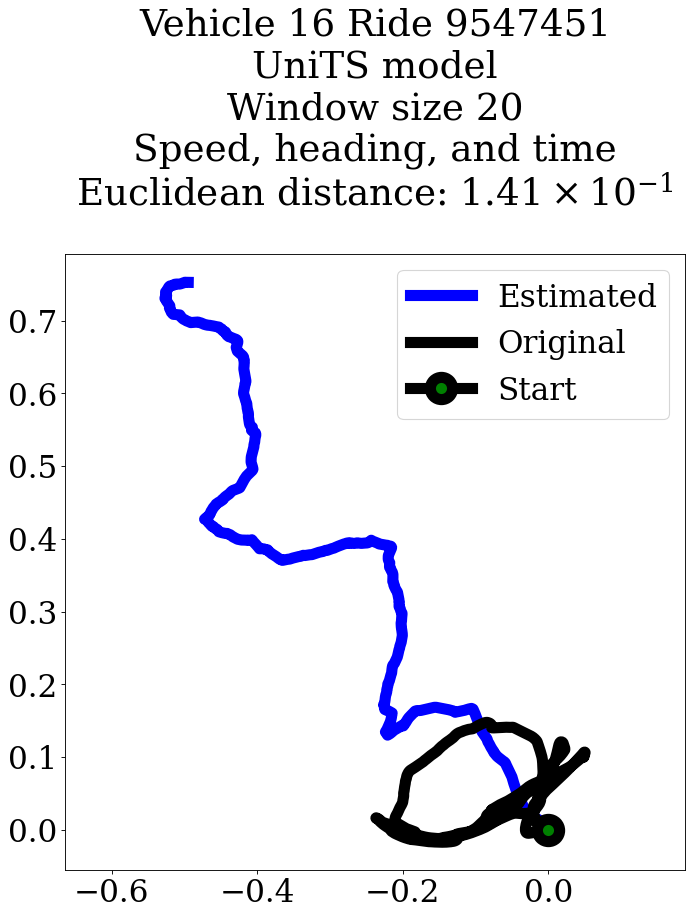 Vehicle 16 Ride 9547451
UniTS model
Window size 20
Speed, heading, and time
Euclidean distance: 1.41 × 10⁻¹
Estimated
Original
Start
0.7
0.6
0.5
0.4
0.3
0.2
0.1
0.0
−0.6 −0.4 −0.2 0.0